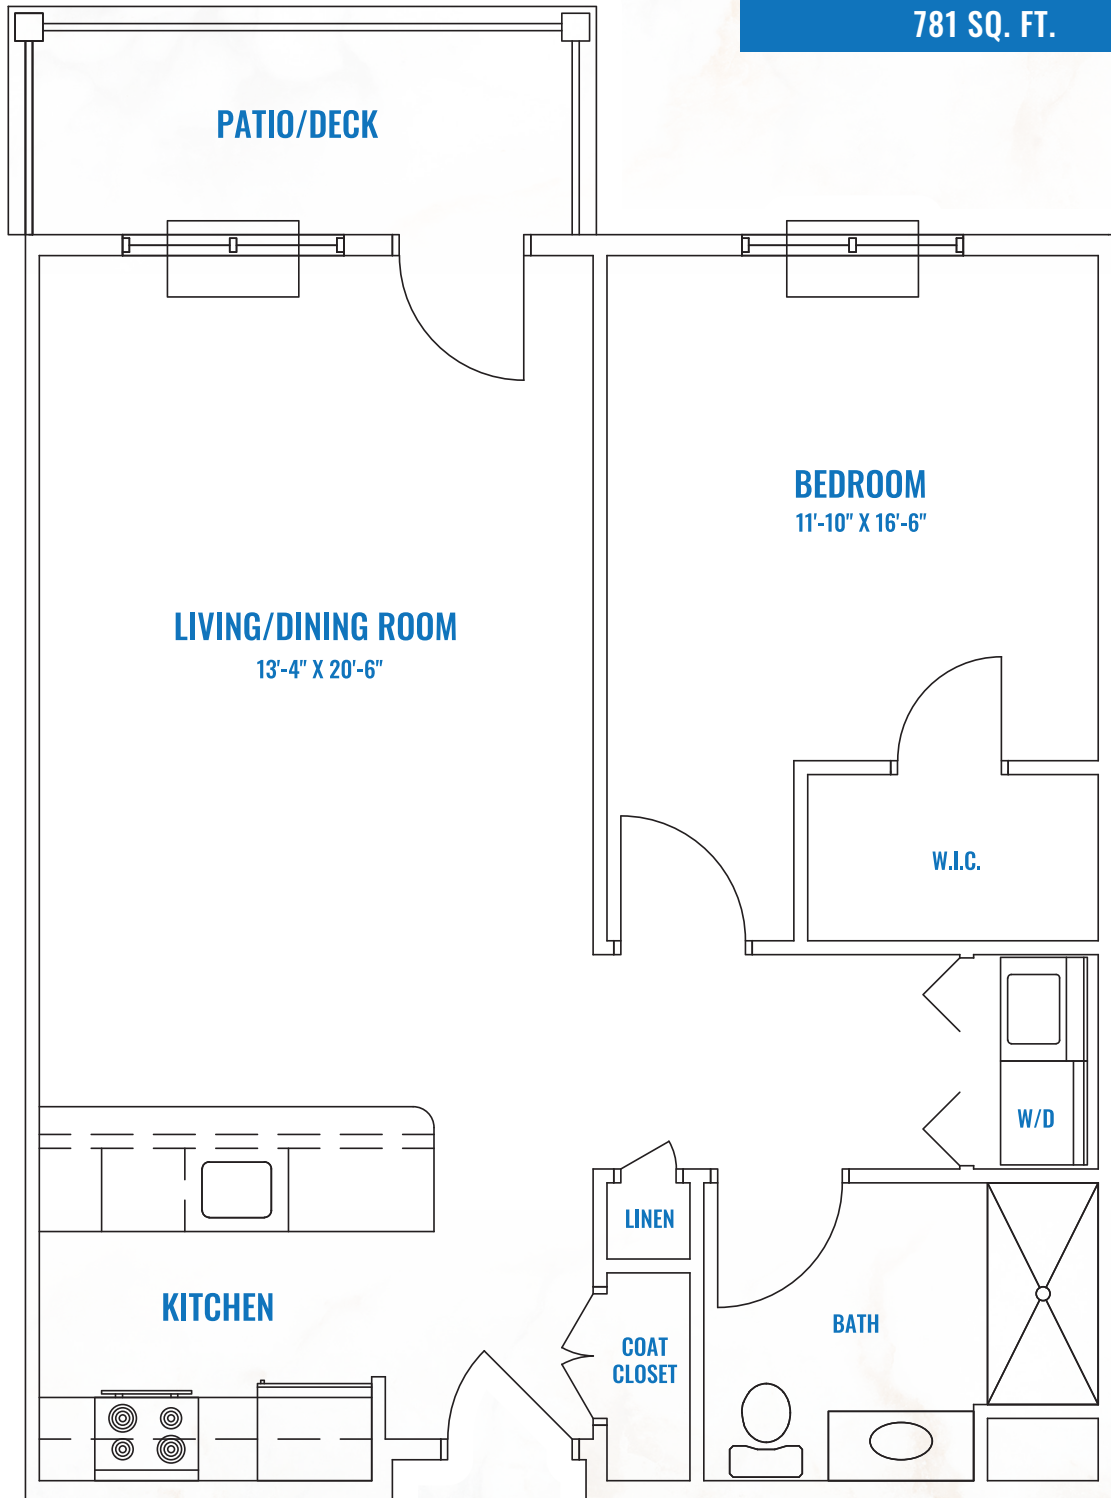 781 SQ. FT.
PATIO/DECK
BEDROOM
11'-10" X 16'-6"
LIVING/DINING ROOM
13'-4" X 20'-6"
W.I.C.
W/D
LINEN
KITCHEN
BATH
COAT
CLOSET